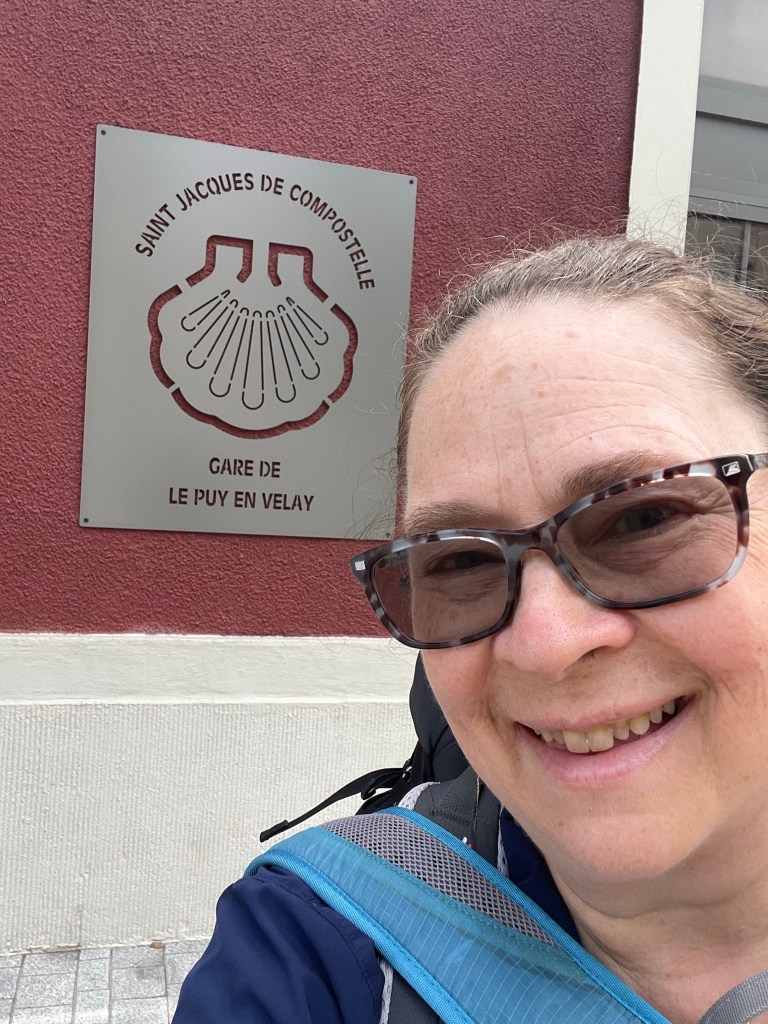 SAINT JACQUES DE COMPOSTELLE
GARE DE
LE PUY EN VELAY